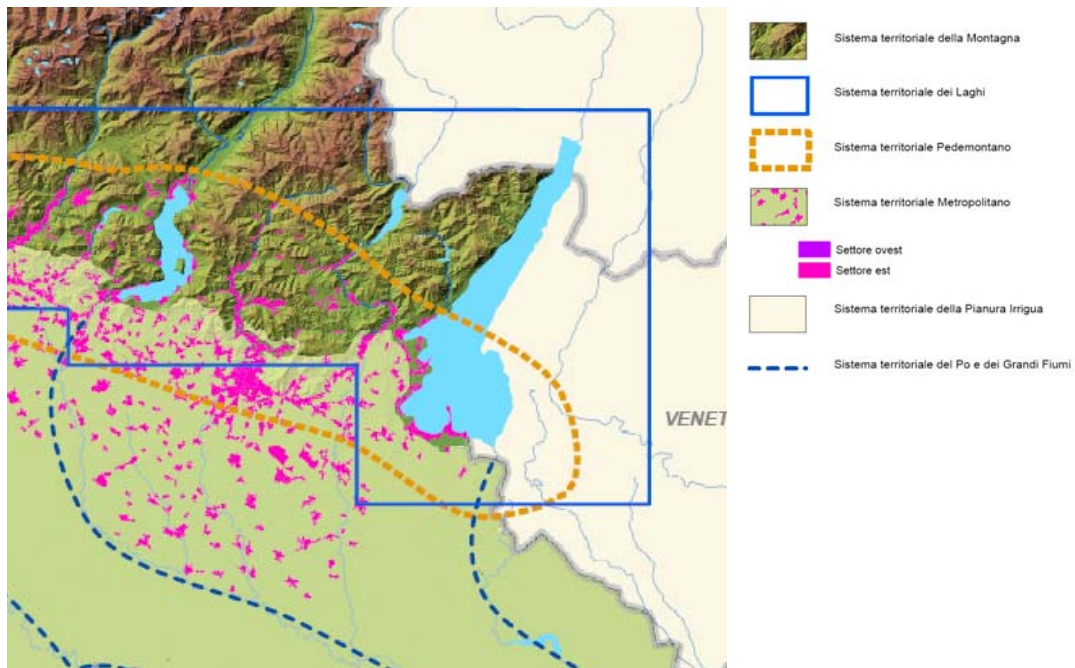 Sistema territoriale della Montagna
Sistema territoriale dei Laghi
Sistema territoriale Pedemontano
Sistema territoriale Metropolitano
Settore ovest
Settore est
Sistema territoriale della Pianura Irrigua
Sistema territoriale del Po e dei Grandi Fiumi
VENET